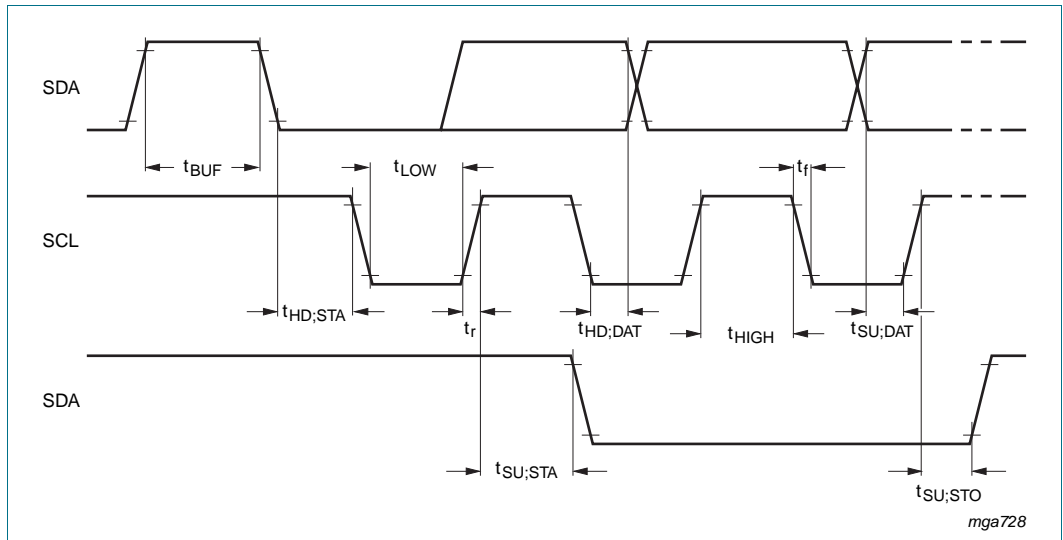 SDA
tBUF
tLOW
tf
SCL
tHD;STA
tr
tHD;DAT
tHIGH
tSU;DAT
SDA
tSU;STA
tSU;STO
mga728